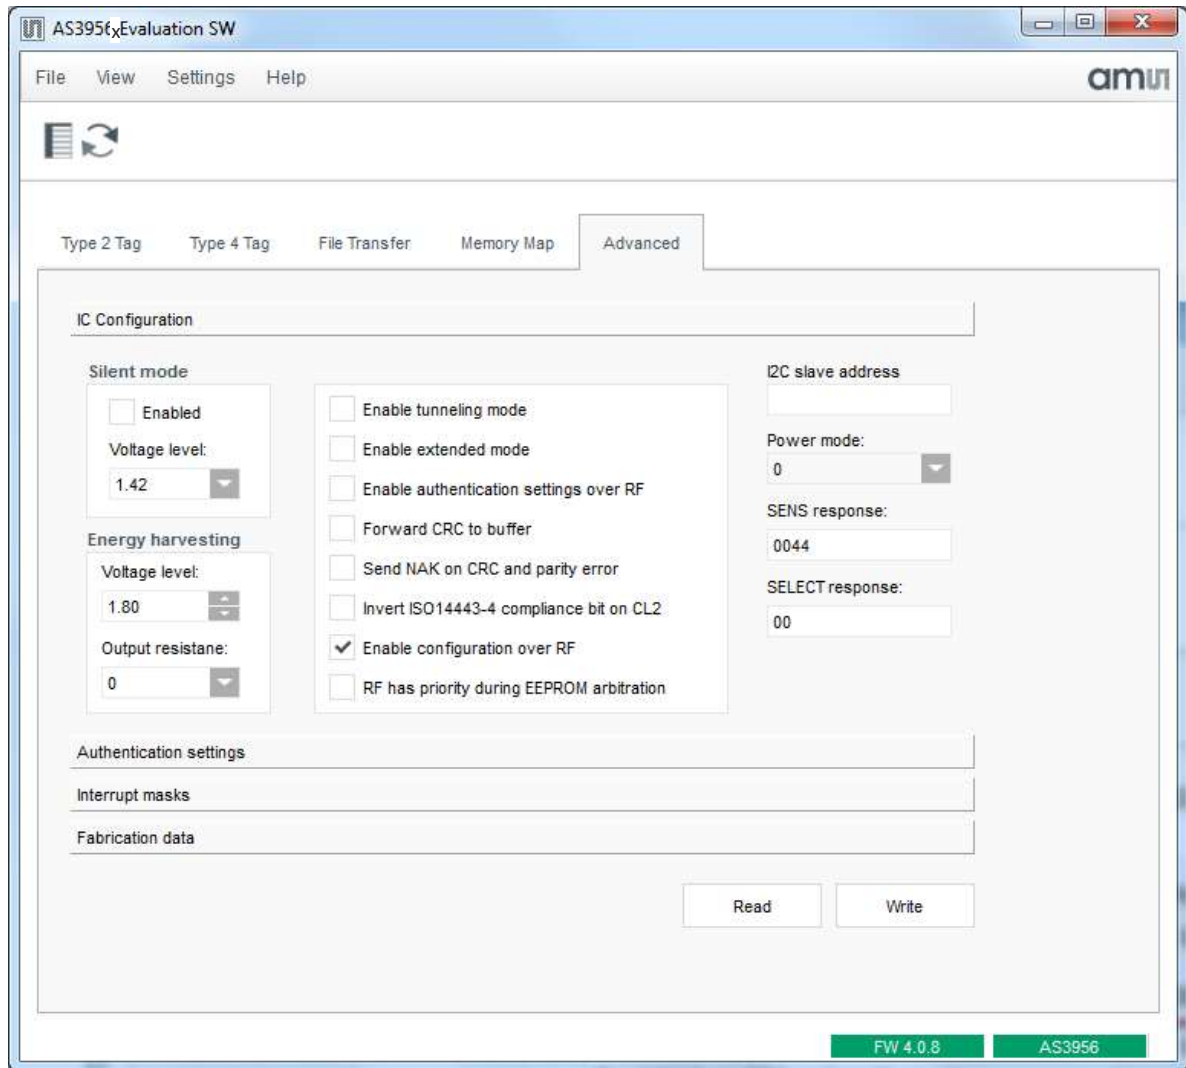 AS3956xEvaluation SW
File View Settings Help
amu
Type 2 Tag Type 4 Tag File Transfer Memory Map Advanced
IC Configuration
Silent mode
Enabled
Voltage level:
1.42
Energy harvesting
Voltage level:
1.80
Output resistane:
0
Enable tunneling mode
Enable extended mode
Enable authentication settings over RF
Forward CRC to buffer
Send NAK on CRC and parity error
Invert ISO14443-4 compliance bit on CL2
Enable configuration over RF
RF has priority during EEPROM arbitration
I2C slave address
Power mode:
0
SENS response:
0044
SELECT response:
00
Authentication settings
Interrupt masks
Fabrication data
Read Write
FW 4.0.8 AS3956